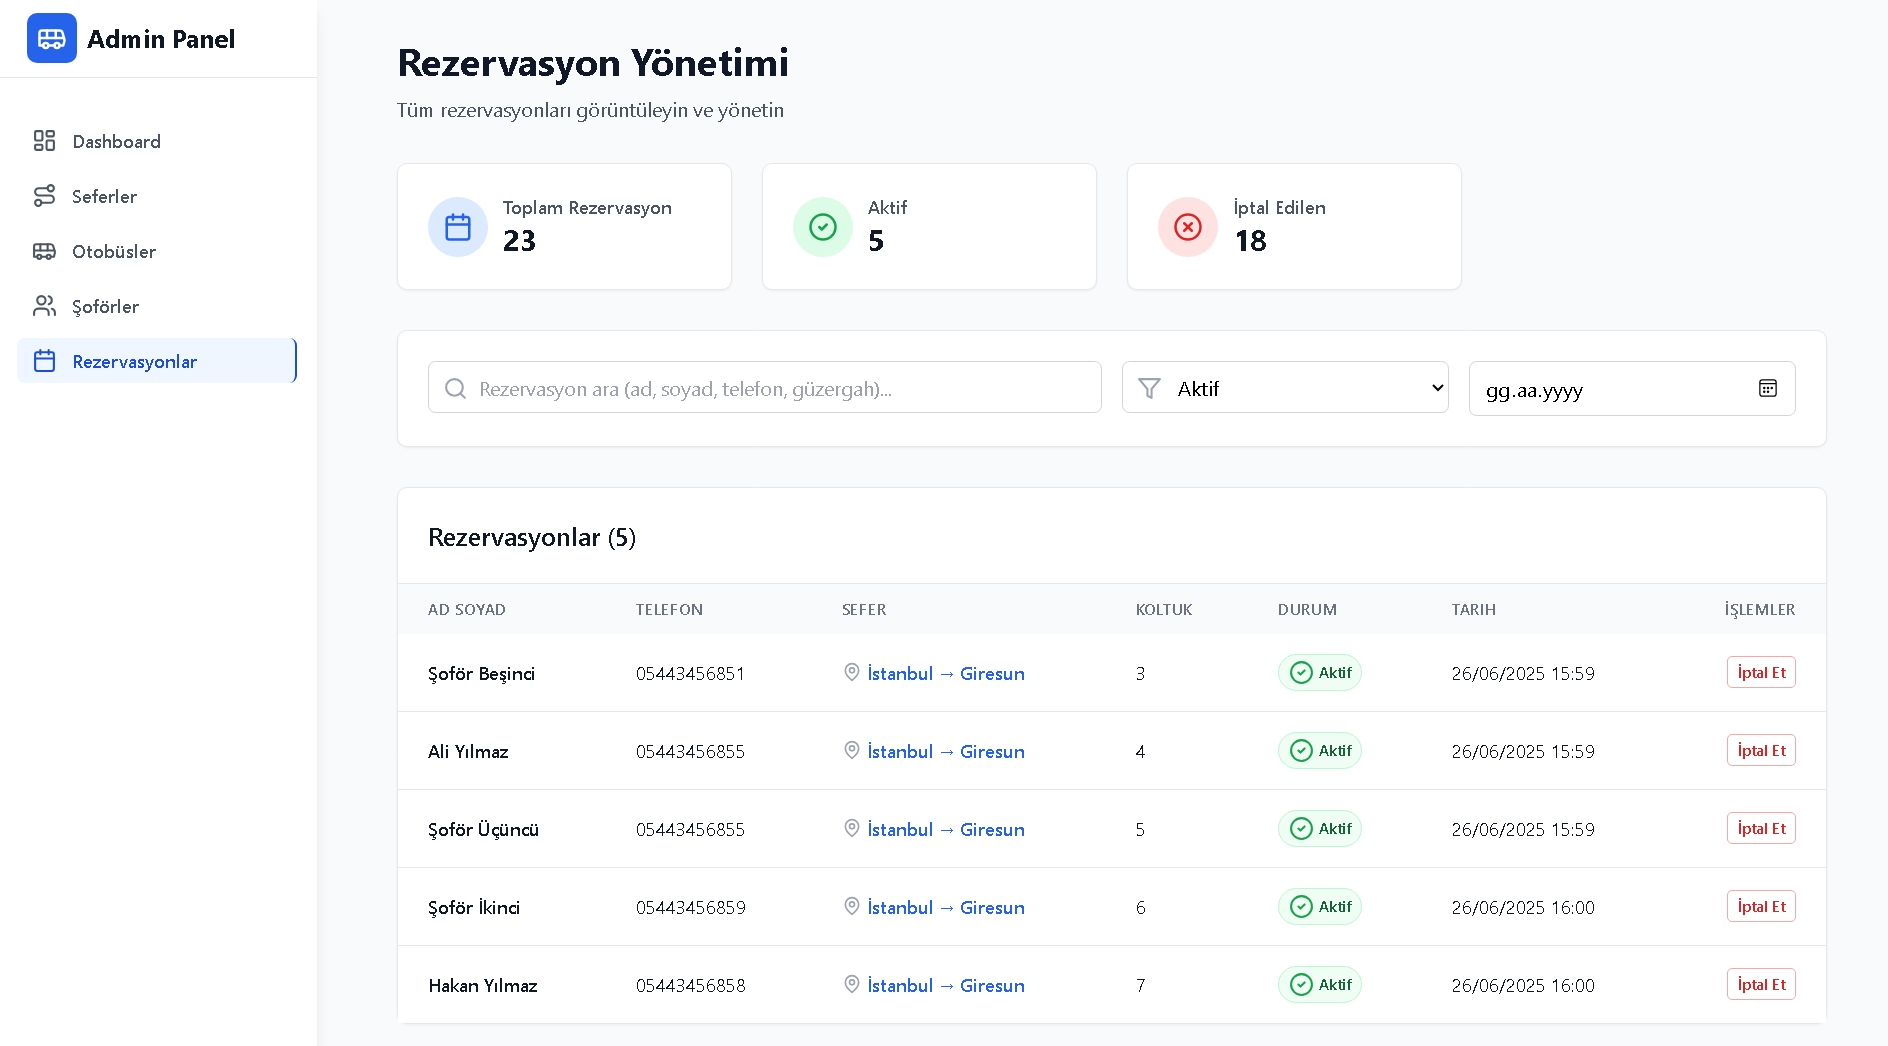 Admin Panel
Dashboard
Seferler
Otobüsler
Şoförler
Rezervasyonlar
Rezervasyon Yönetimi
Tüm rezervasyonları görüntüleyin ve yönetin
Toplam Rezervasyon
23
Aktif
5
İptal Edilen
18
Rezervasyon ara (ad, soyad, telefon, güzergah)...
Aktif
gg.aa.yyyy
Rezervasyonlar (5)
AD SOYAD TELEFON SEFER KOLTUK DURUM TARIH İŞLEMLER
Şoför Beşinci 05443456851 İstanbul → Giresun 3 Aktif 26/06/2025 15:59 İptal Et
Ali Yılmaz 05443456855 İstanbul → Giresun 4 Aktif 26/06/2025 15:59 İptal Et
Şoför Üçüncü 05443456855 İstanbul → Giresun 5 Aktif 26/06/2025 15:59 İptal Et
Şoför İkinci 05443456859 İstanbul → Giresun 6 Aktif 26/06/2025 16:00 İptal Et
Hakan Yılmaz 05443456858 İstanbul → Giresun 7 Aktif 26/06/2025 16:00 İptal Et